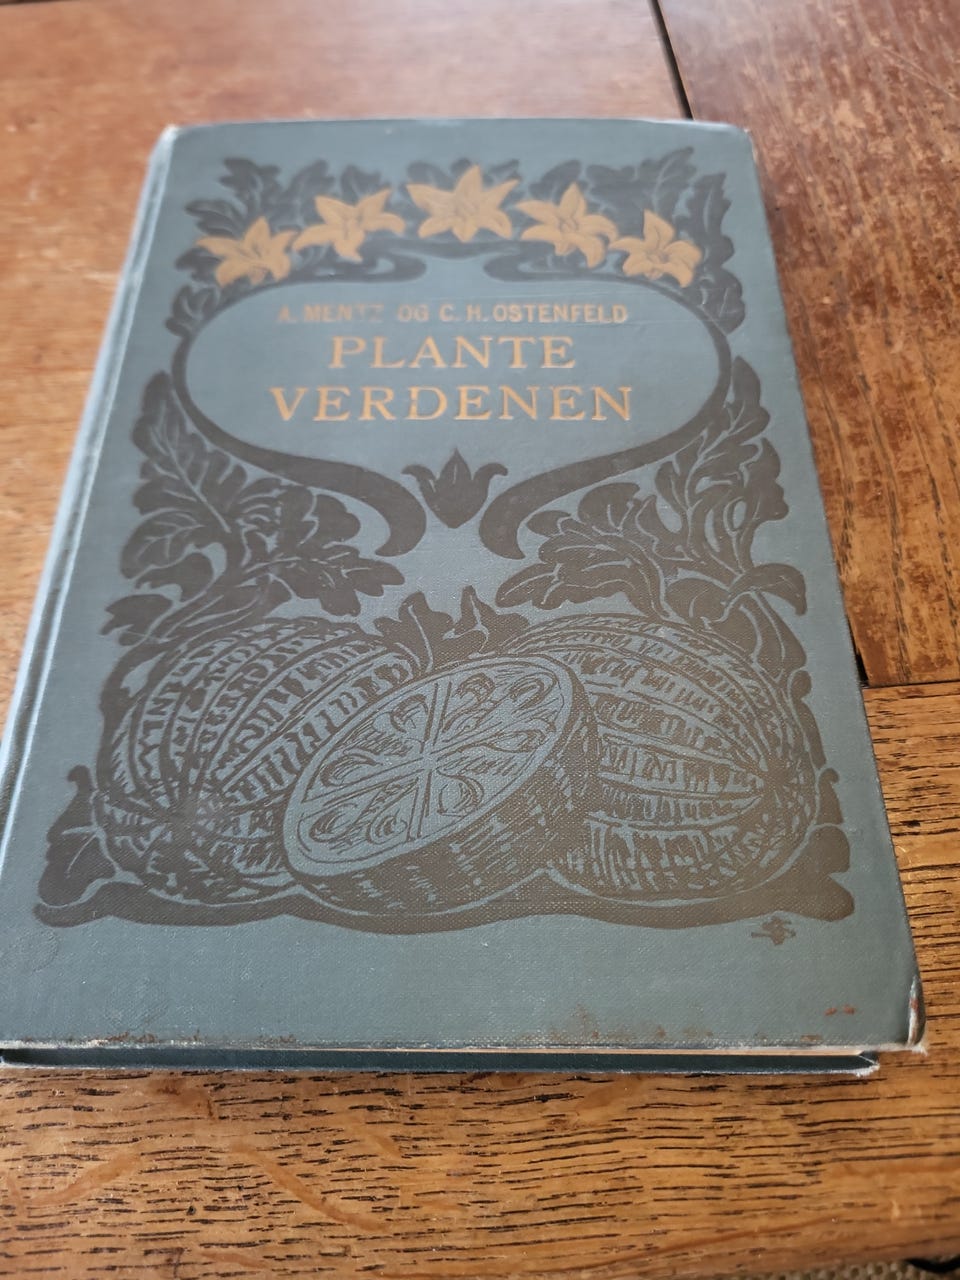 A. MENTZ OG C. H. OSTENFELD
PLANTE
VERDENEN